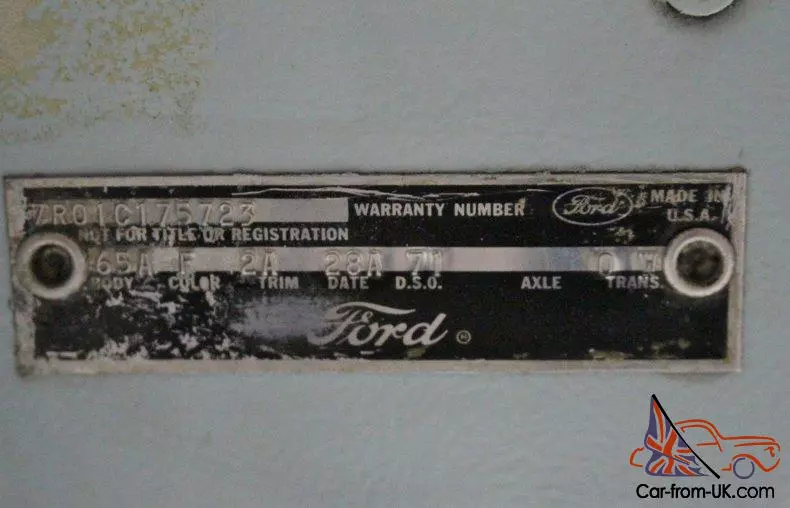 7R01C175723 WARRANTY NUMBER Ford MADE IN U.S.A.
NOT FOR TITLE OR REGISTRATION
65A F 2A 28A 71 W
BODY COLOR TRIM DATE D.S.O. AXLE TRANS.
Ford
Car-from-UK.com